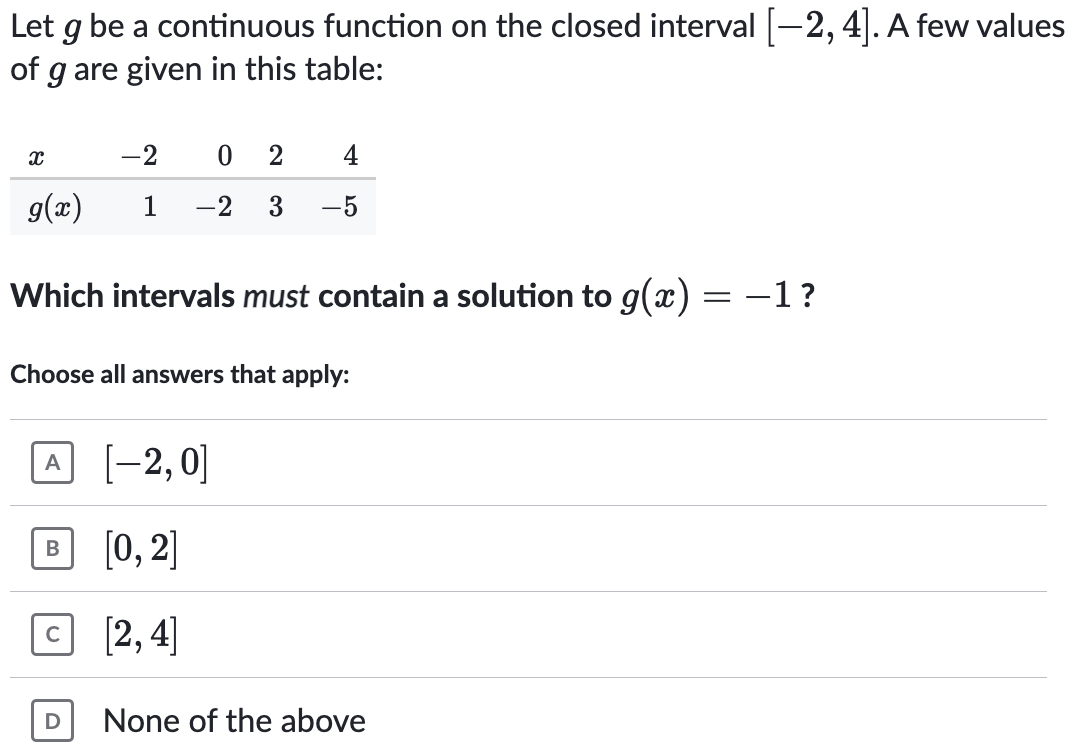 Let g be a continuous function on the closed interval [−2, 4]. A few values
of g are given in this table:
x −2 0 2 4
g(x) 1 −2 3 −5
Which intervals must contain a solution to g(x) = −1 ?
Choose all answers that apply:
A [−2, 0]
B [0, 2]
C [2, 4]
D None of the above